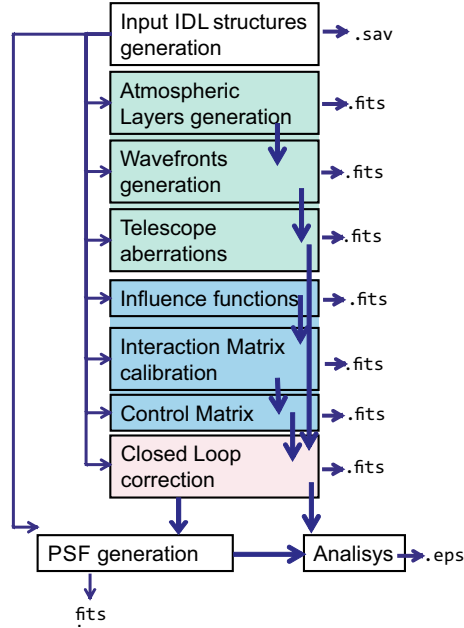 Input IDL structures
generation
.sav
Atmospheric
Layers generation
.fits
Wavefronts
generation
.fits
Telescope
aberrations
.fits
Influence functions
.fits
Interaction Matrix
calibration
.fits
Control Matrix
.fits
Closed Loop
correction
.fits
PSF generation
Analisys
.eps
fits
.